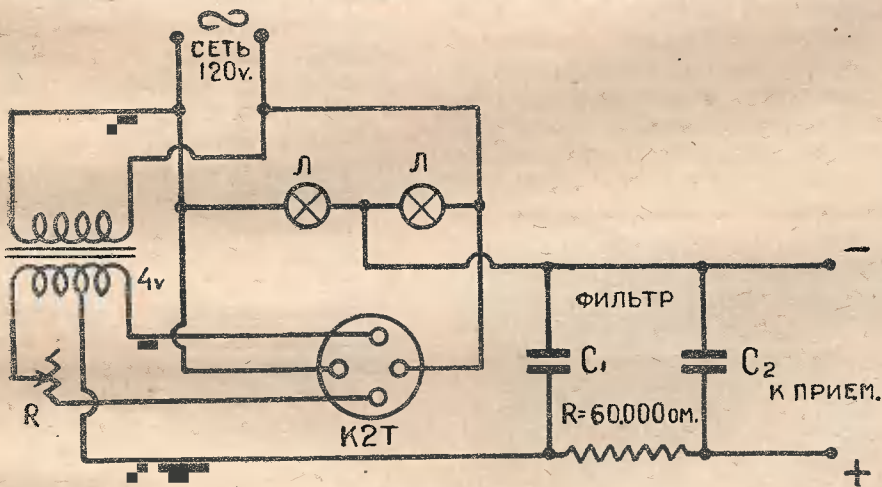 СЕТЬ
120v.
Л Л
4v
ФИЛЬТР
C₁ C₂
К ПРИЕМ.
R
R=60.000 ом.
К2Т
−
+